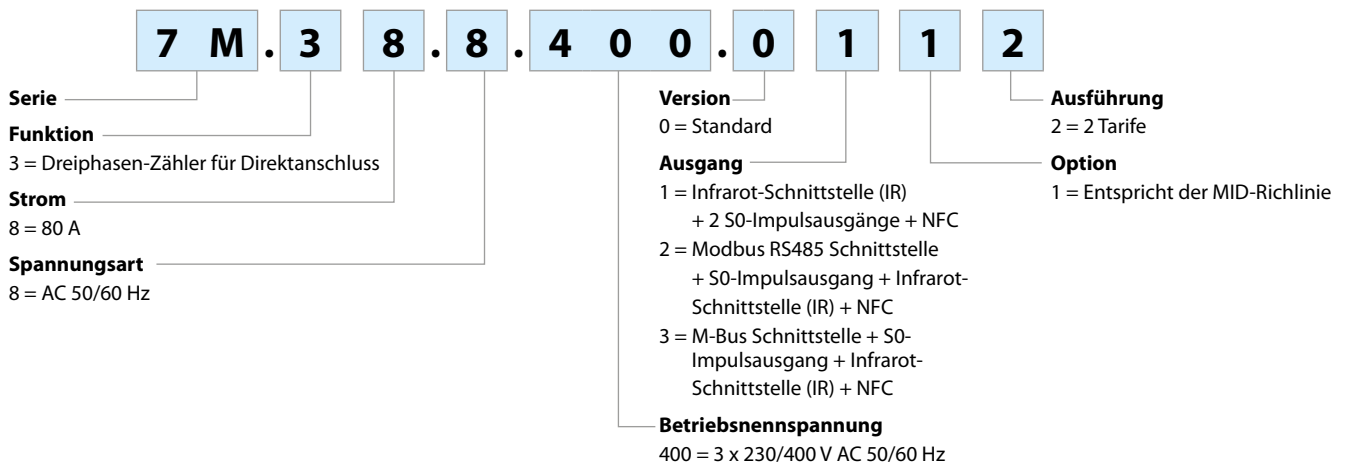 7 M . 3 8 . 8 . 4 0 0 . 0 1 1 2
Serie
Funktion
3 = Dreiphasen-Zähler für Direktanschluss
Strom
8 = 80 A
Spannungsart
8 = AC 50/60 Hz
Version
0 = Standard
Ausgang
1 = Infrarot-Schnittstelle (IR)
+ 2 S0-Impulsausgänge + NFC
2 = Modbus RS485 Schnittstelle
+ S0-Impulsausgang + Infrarot-
Schnittstelle (IR) + NFC
3 = M-Bus Schnittstelle + S0-
Impulsausgang + Infrarot-
Schnittstelle (IR) + NFC
Betriebsnennspannung
400 = 3 x 230/400 V AC 50/60 Hz
Ausführung
2 = 2 Tarife
Option
1 = Entspricht der MID-Richlinie